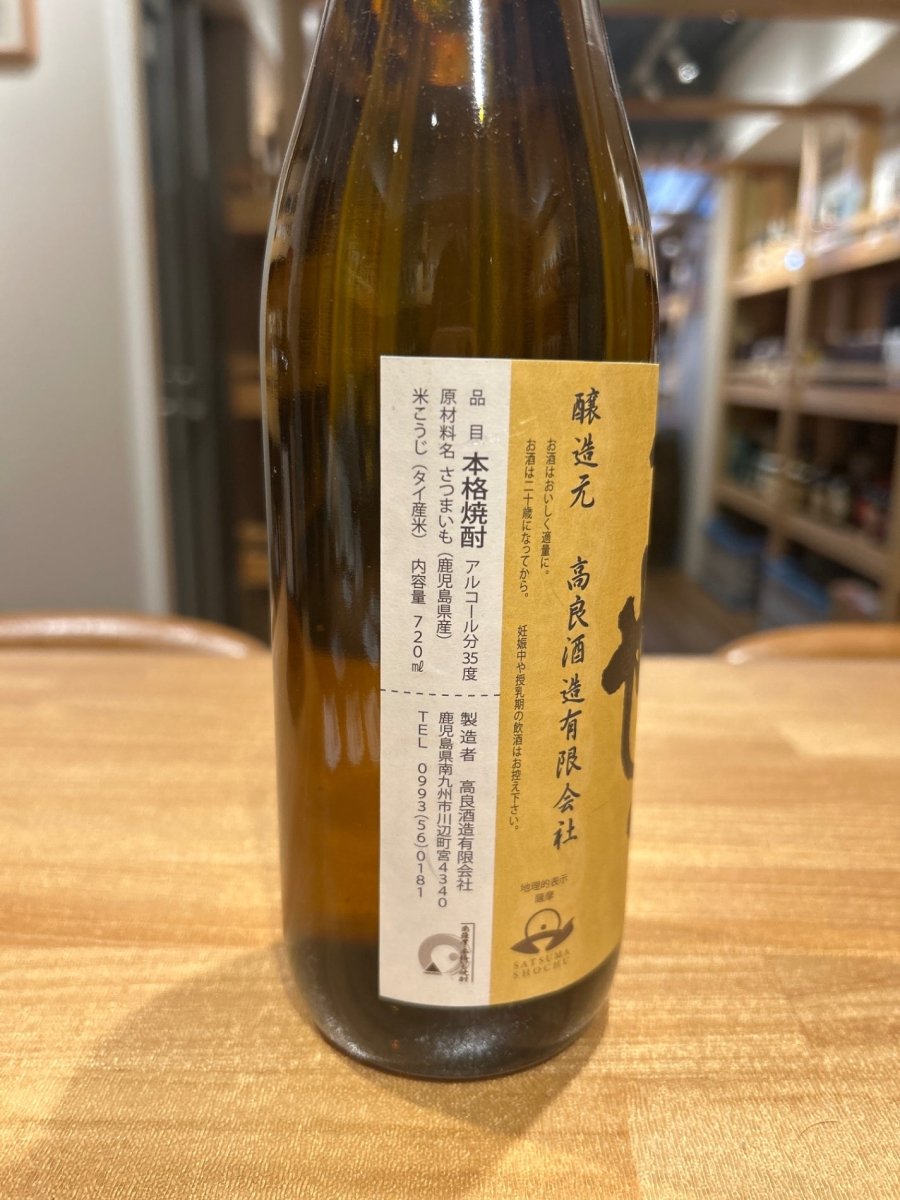 醸造元 高良酒造有限会社
お酒はおいしく適量に。
お酒は二十歳になってから。 妊娠中や授乳期の飲酒はお控え下さい。
地理的表示
薩摩
SATSUMA
SHOCHU
品目 本格焼酎 アルコール分35度
原材料名 さつまいも(鹿児島県産)
米こうじ(タイ産米) 内容量 720㎖
製造者 高良酒造有限会社
鹿児島県南九州市川辺町宮4340
TEL 0993(56)0181